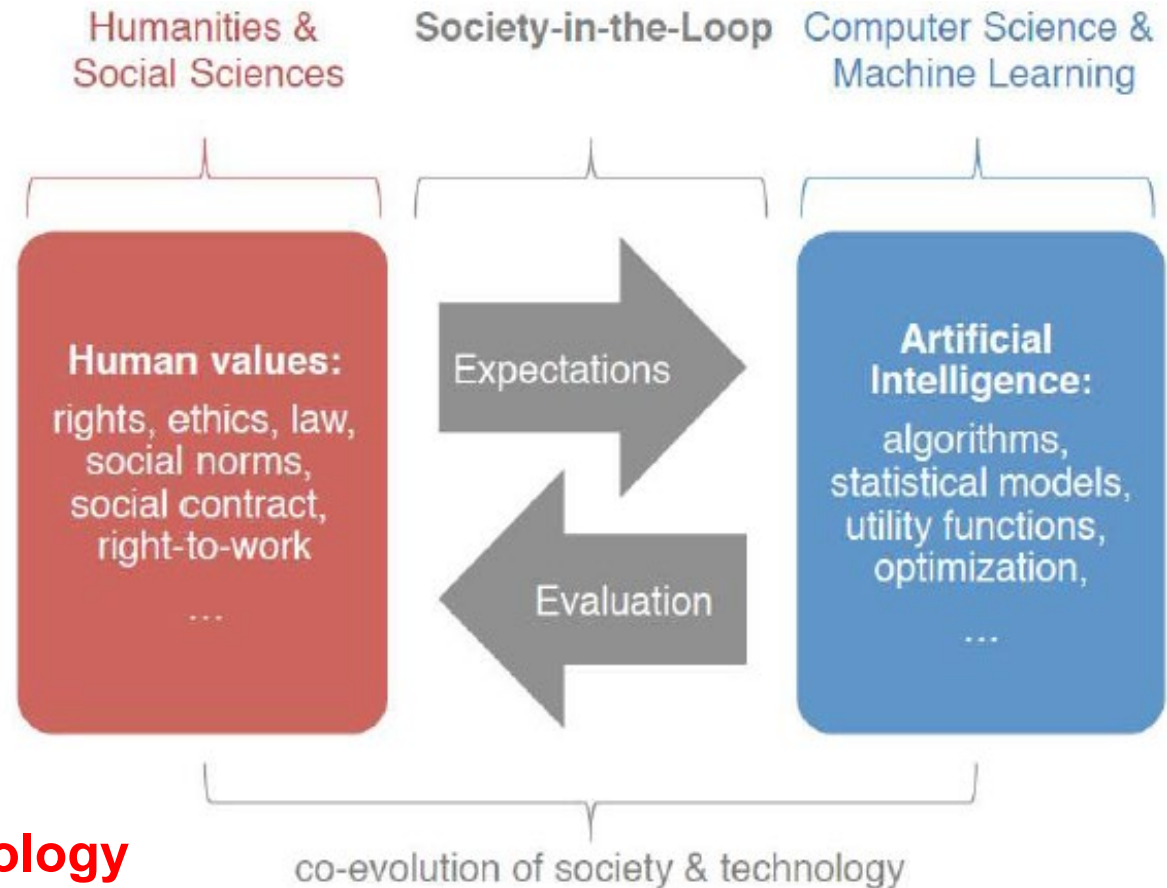 Humanities &
Social Sciences
Society-in-the-Loop
Computer Science &
Machine Learning
Human values:
rights, ethics, law,
social norms,
social contract,
right-to-work
...
Expectations
Evaluation
Artificial
Intelligence:
algorithms,
statistical models,
utility functions,
optimization,
...
ology
co-evolution of society & technology